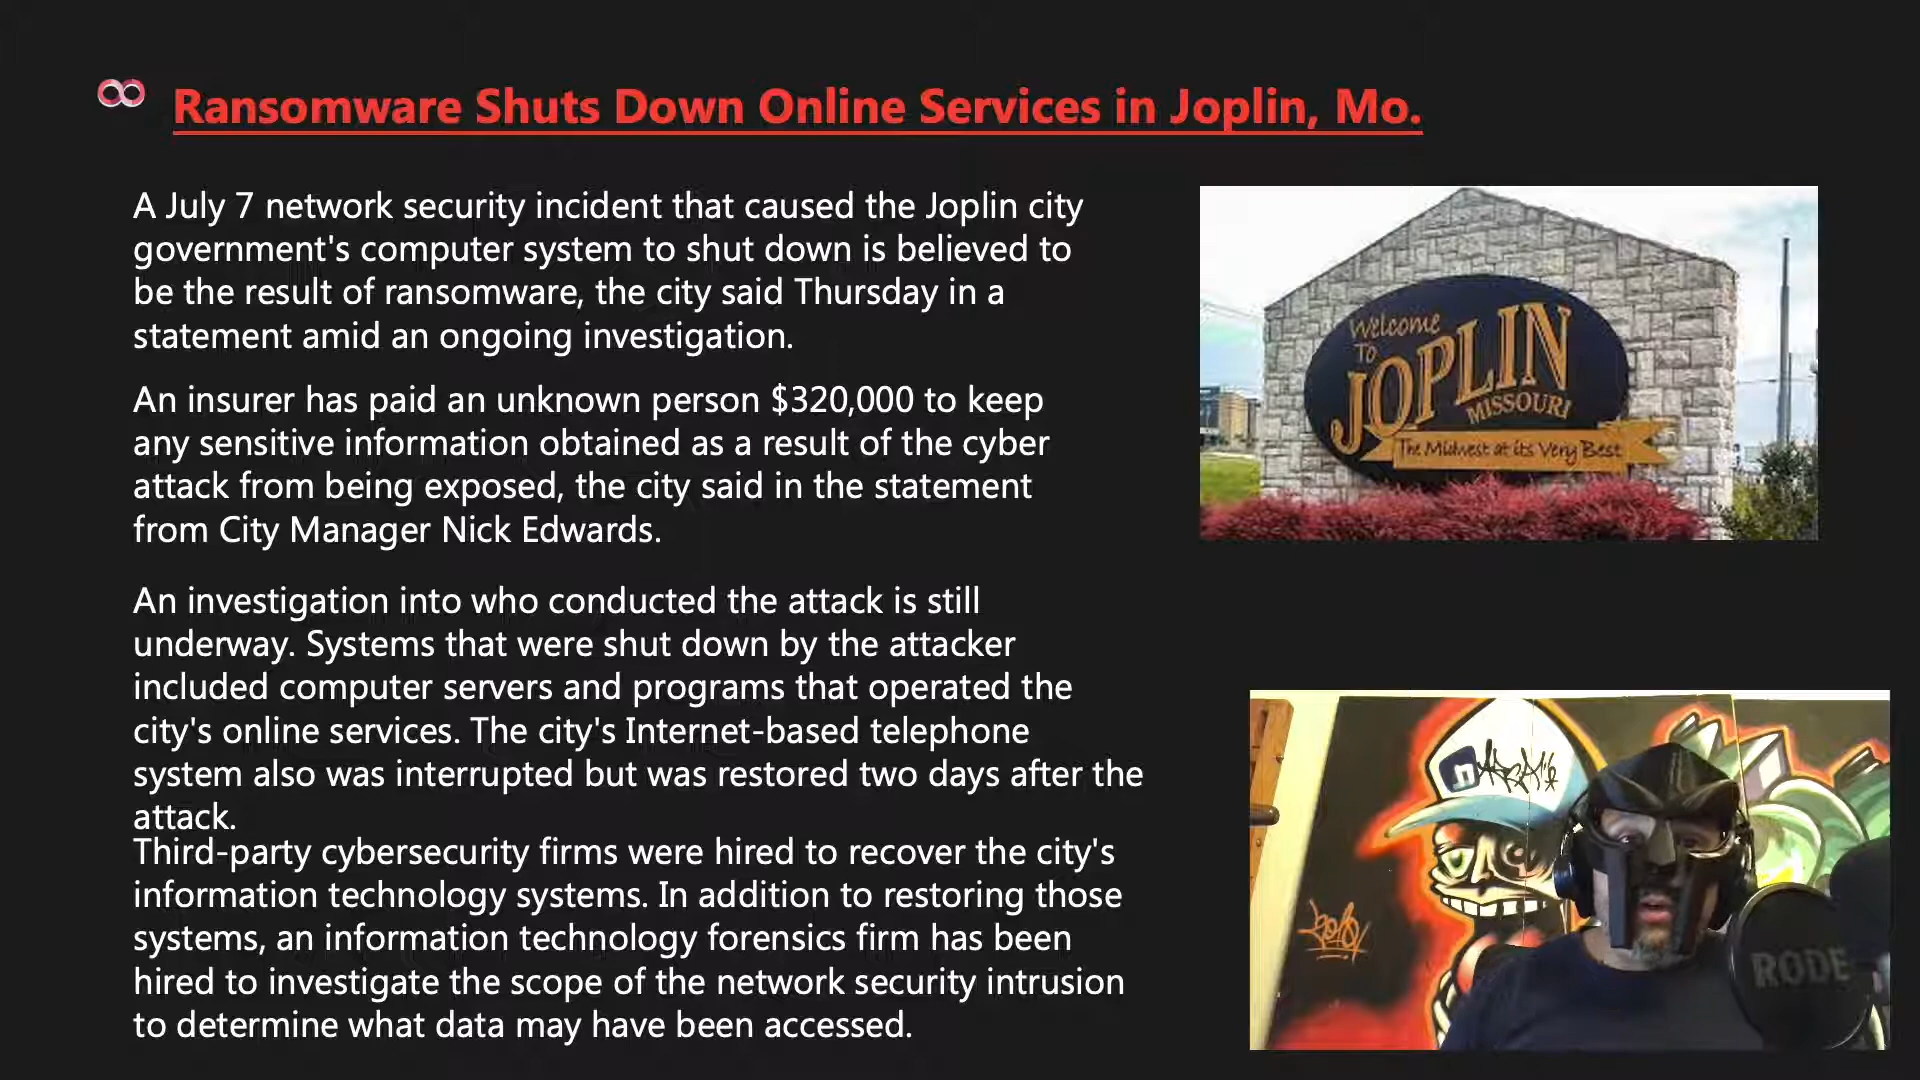 Ransomware Shuts Down Online Services in Joplin, Mo.
A July 7 network security incident that caused the Joplin city
government's computer system to shut down is believed to
be the result of ransomware, the city said Thursday in a
statement amid an ongoing investigation.
An insurer has paid an unknown person $320,000 to keep
any sensitive information obtained as a result of the cyber
attack from being exposed, the city said in the statement
from City Manager Nick Edwards.
An investigation into who conducted the attack is still
underway. Systems that were shut down by the attacker
included computer servers and programs that operated the
city's online services. The city's Internet-based telephone
system also was interrupted but was restored two days after the
attack.
Third-party cybersecurity firms were hired to recover the city's
information technology systems. In addition to restoring those
systems, an information technology forensics firm has been
hired to investigate the scope of the network security intrusion
to determine what data may have been accessed.
Welcome
To
JOPLIN
MISSOURI
The Midwest at its Very Best
RODE